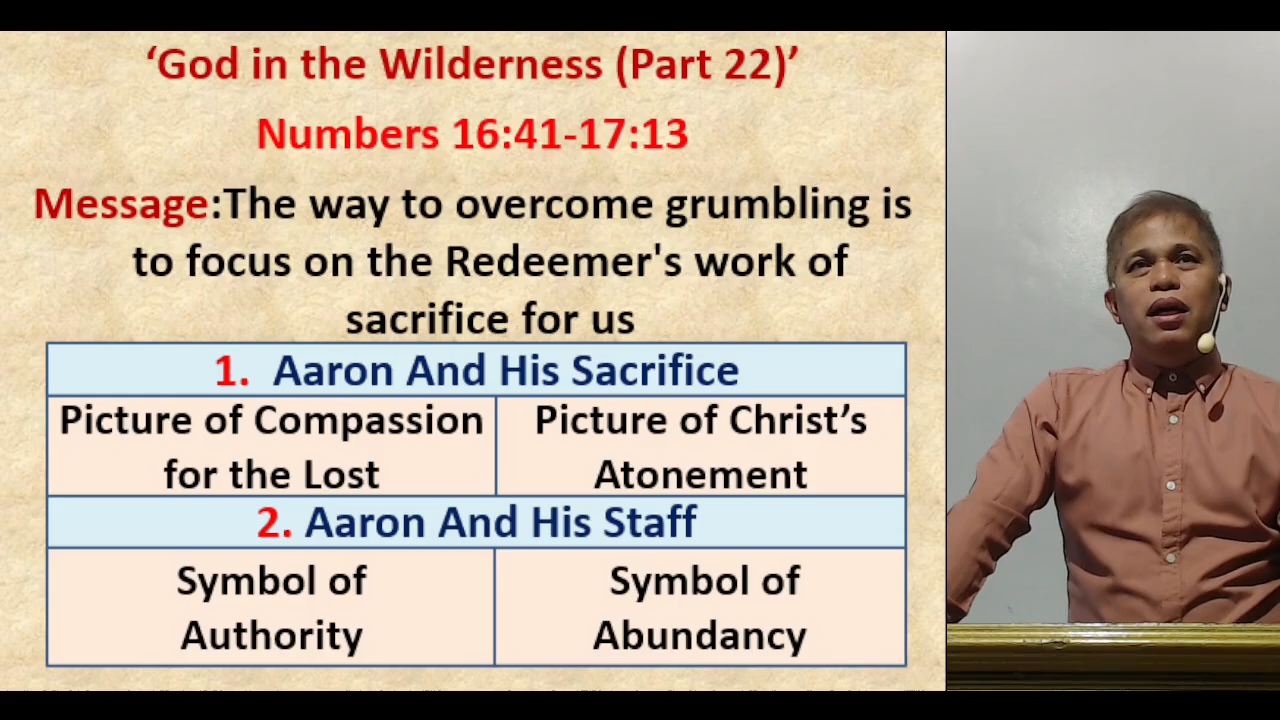 ‘God in the Wilderness (Part 22)’
Numbers 16:41-17:13
Message:The way to overcome grumbling is
to focus on the Redeemer's work of
sacrifice for us
1. Aaron And His Sacrifice
Picture of Compassion
for the Lost
Picture of Christ’s
Atonement
2. Aaron And His Staff
Symbol of
Authority
Symbol of
Abundancy